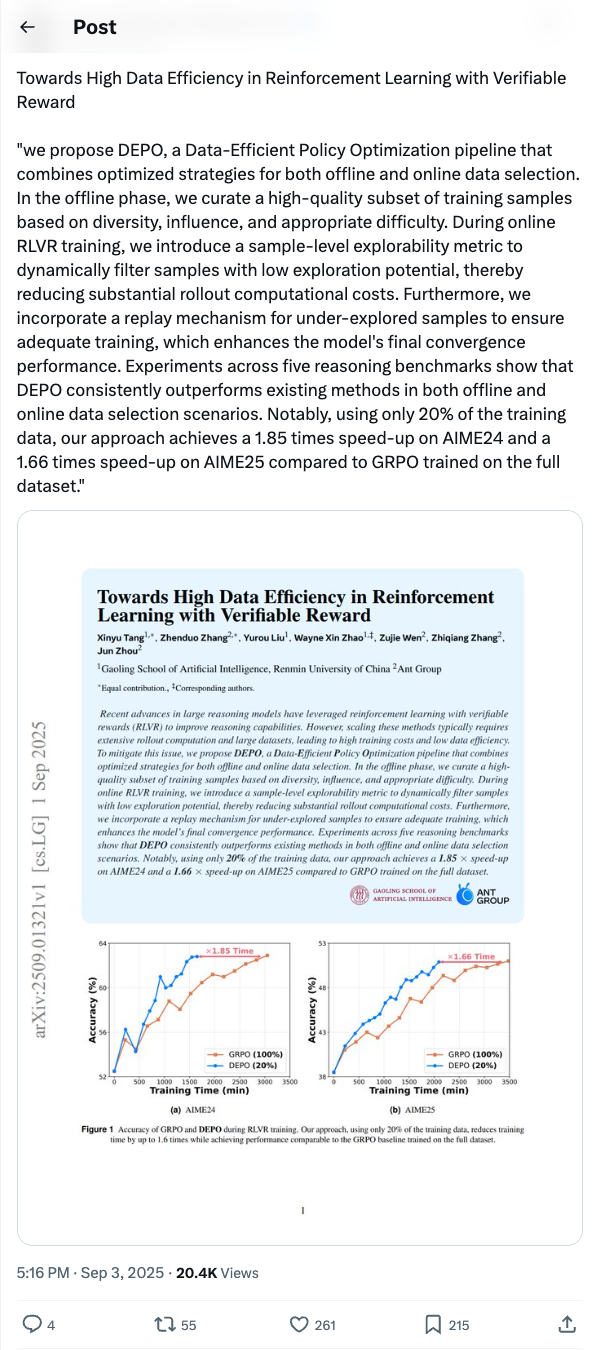 Post
Towards High Data Efficiency in Reinforcement Learning with Verifiable
Reward
"we propose DEPO, a Data-Efficient Policy Optimization pipeline that
combines optimized strategies for both offline and online data selection.
In the offline phase, we curate a high-quality subset of training samples
based on diversity, influence, and appropriate difficulty. During online
RLVR training, we introduce a sample-level explorability metric to
dynamically filter samples with low exploration potential, thereby
reducing substantial rollout computational costs. Furthermore, we
incorporate a replay mechanism for under-explored samples to ensure
adequate training, which enhances the model's final convergence
performance. Experiments across five reasoning benchmarks show that
DEPO consistently outperforms existing methods in both offline and
online data selection scenarios. Notably, using only 20% of the training
data, our approach achieves a 1.85 times speed-up on AIME24 and a
1.66 times speed-up on AIME25 compared to GRPO trained on the full
dataset."
arXiv:2509.01321v1 [cs.LG] 1 Sep 2025
Towards High Data Efficiency in Reinforcement
Learning with Verifiable Reward
Xinyu Tang1,*, Zhenduo Zhang2,*, Yurou Liu1, Wayne Xin Zhao1,‡, Zujie Wen2, Zhiqiang Zhang2,
Jun Zhou2
1Gaoling School of Artificial Intelligence, Renmin University of China 2Ant Group
*Equal contribution., ‡Corresponding authors.
Recent advances in large reasoning models have leveraged reinforcement learning with verifiable
rewards (RLVR) to improve reasoning capabilities. However, scaling these methods typically requires
extensive rollout computation and large datasets, leading to high training costs and low data efficiency.
To mitigate this issue, we propose DEPO, a Data-Efficient Policy Optimization pipeline that combines
optimized strategies for both offline and online data selection. In the offline phase, we curate a high-
quality subset of training samples based on diversity, influence, and appropriate difficulty. During
online RLVR training, we introduce a sample-level explorability metric to dynamically filter samples
with low exploration potential, thereby reducing substantial rollout computational costs. Furthermore,
we incorporate a replay mechanism for under-explored samples to ensure adequate training, which
enhances the model's final convergence performance. Experiments across five reasoning benchmarks
show that DEPO consistently outperforms existing methods in both offline and online data selection
scenarios. Notably, using only 20% of the training data, our approach achieves a 1.85 × speed-up
on AIME24 and a 1.66 × speed-up on AIME25 compared to GRPO trained on the full dataset.
GAOLING SCHOOL OF
ARTIFICIAL INTELLIGENCE
ANT
GROUP
64
60
56
52
Accuracy (%)
×1.85 Time
GRPO (100%)
DEPO (20%)
0 500 1000 1500 2000 2500 3000 3500
Training Time (min)
(a) AIME24
53
48
43
38
Accuracy (%)
×1.66 Time
GRPO (100%)
DEPO (20%)
0 500 1000 1500 2000 2500 3000 3500
Training Time (min)
(b) AIME25
Figure 1 Accuracy of GRPO and DEPO during RLVR training. Our approach, using only 20% of the training data, reduces training
time by up to 1.6 times while achieving performance comparable to the GRPO baseline trained on the full dataset.
1
5:16 PM · Sep 3, 2025 · 20.4K Views
4 55 261 215